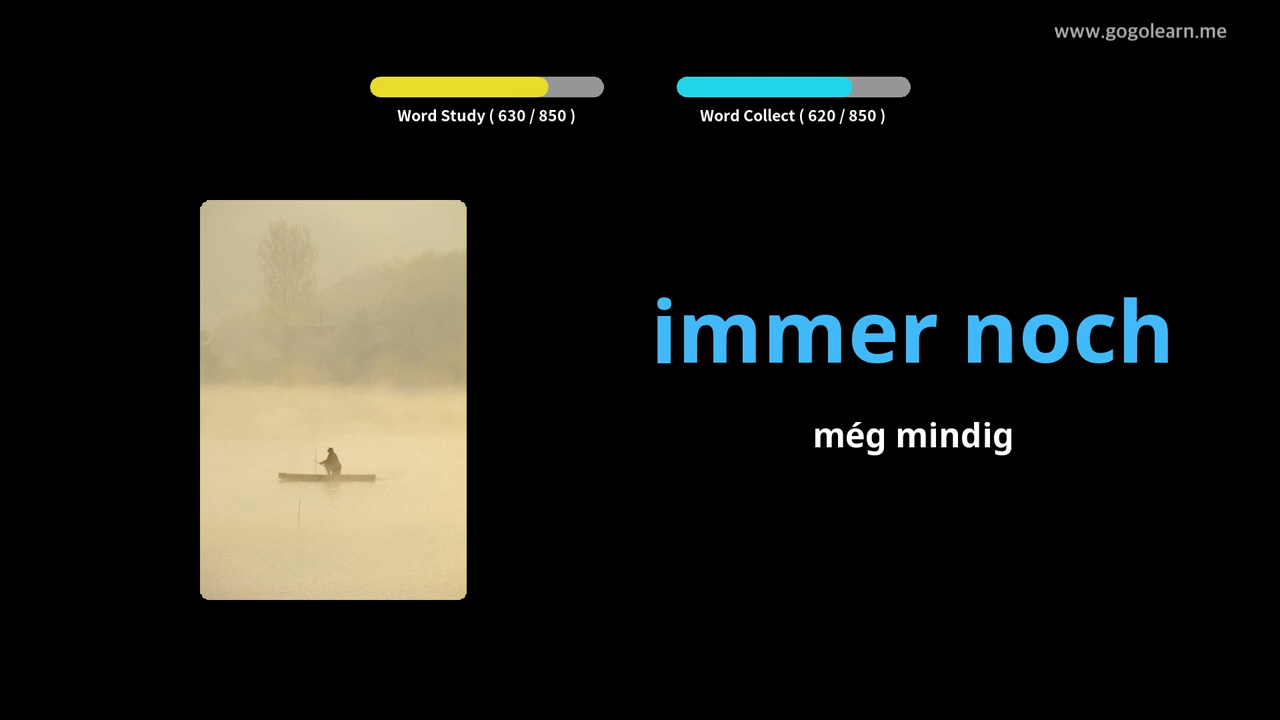 www.gogolearn.me
Word Study ( 630 / 850 )
Word Collect ( 620 / 850 )
immer noch
még mindig